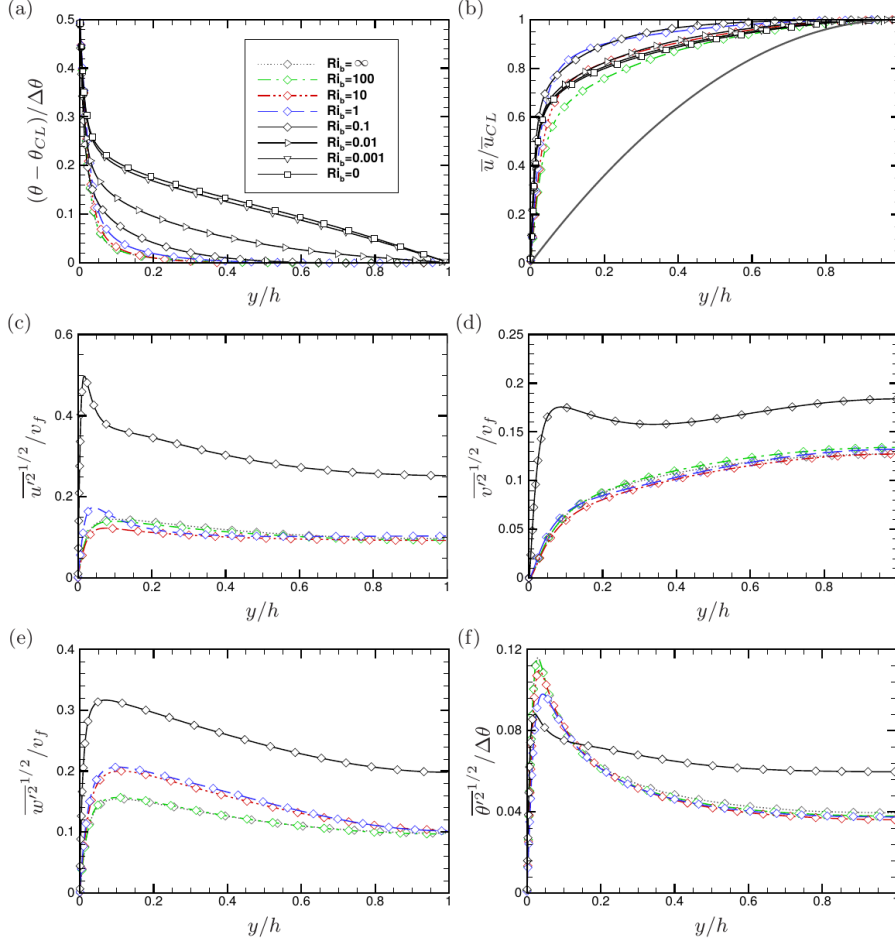 (a)
(θ − θ_{CL})/Δθ
0.5
0.4
0.3
0.2
0.1
0
0 0.2 0.4 0.6 0.8 1
y/h
Ri_b=∞
Ri_b=100
Ri_b=10
Ri_b=1
Ri_b=0.1
Ri_b=0.01
Ri_b=0.001
Ri_b=0
(b)
u̅/u̅_{CL}
1
0.8
0.6
0.4
0.2
0
0 0.2 0.4 0.6 0.8 1
y/h
(c)
\overline{u'^2}^{1/2}/v_f
0.6
0.4
0.2
0
0 0.2 0.4 0.6 0.8 1
y/h
(d)
\overline{v'^2}^{1/2}/v_f
0.25
0.2
0.15
0.1
0.05
0
0 0.2 0.4 0.6 0.8 1
y/h
(e)
\overline{w'^2}^{1/2}/v_f
0.4
0.3
0.2
0.1
0
0 0.2 0.4 0.6 0.8 1
y/h
(f)
\overline{θ'^2}^{1/2}/Δθ
0.12
0.08
0.04
0
0 0.2 0.4 0.6 0.8 1
y/h